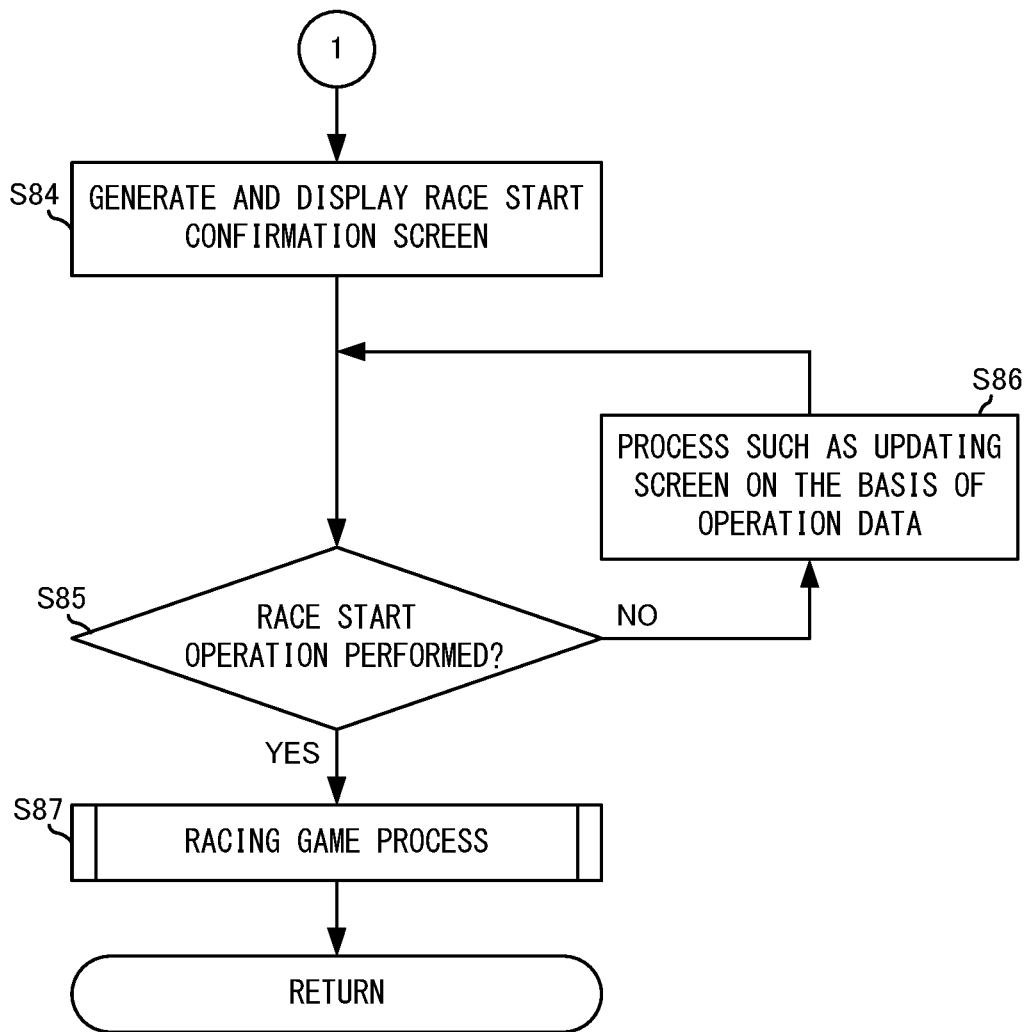 1
S84
GENERATE AND DISPLAY RACE START
CONFIRMATION SCREEN
S86
PROCESS SUCH AS UPDATING
SCREEN ON THE BASIS OF
OPERATION DATA
S85
RACE START
OPERATION PERFORMED?
NO
YES
S87
RACING GAME PROCESS
RETURN